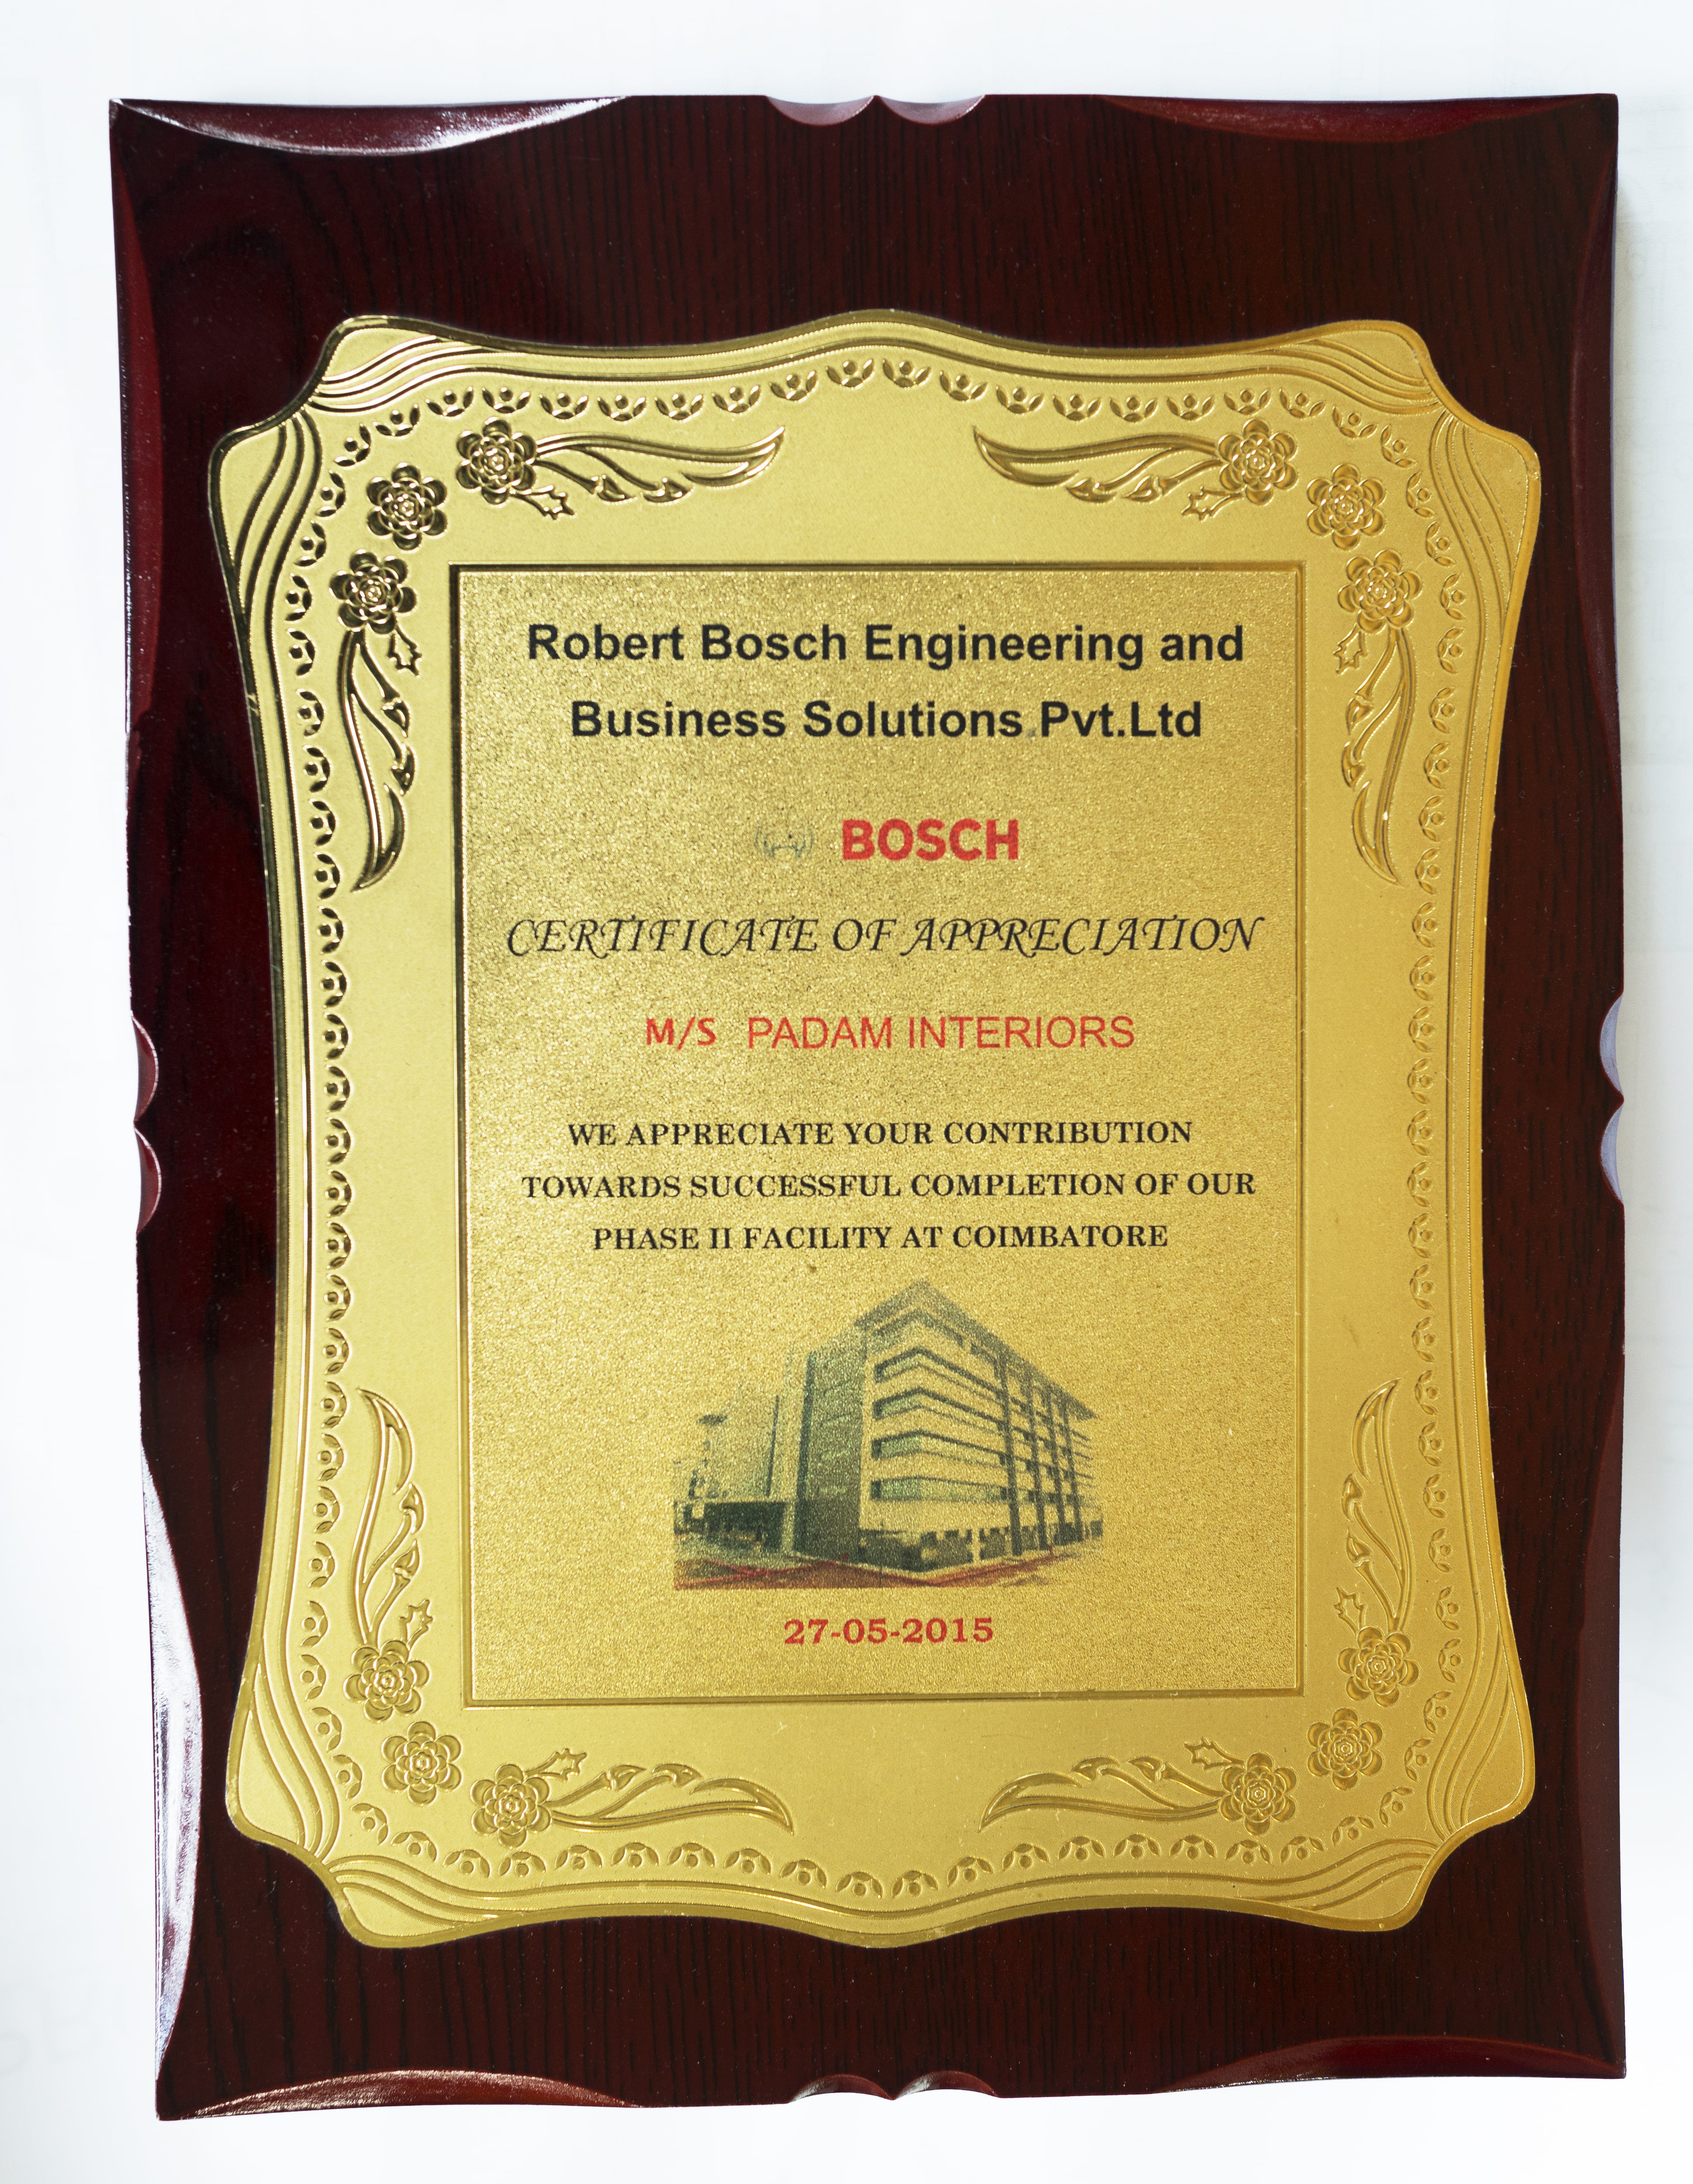 Robert Bosch Engineering and
Business Solutions Pvt.Ltd
BOSCH
CERTIFICATE OF APPRECIATION
M/S PADAM INTERIORS
WE APPRECIATE YOUR CONTRIBUTION
TOWARDS SUCCESSFUL COMPLETION OF OUR
PHASE II FACILITY AT COIMBATORE
27-05-2015